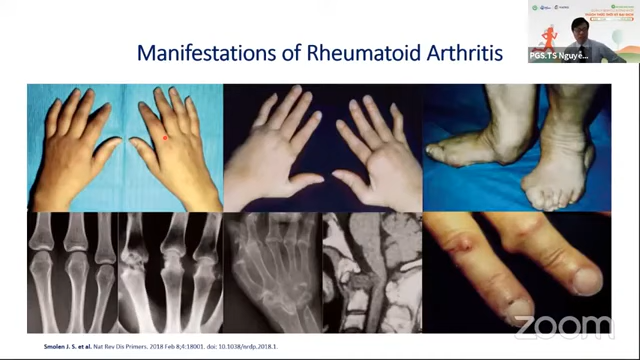 Manifestations of Rheumatoid Arthritis
PGS.TS Nguyễ...
Smolen J. S. et al. Nat Rev Dis Primers. 2018 Feb 8;4:18001. doi: 10.1038/nrdp.2018.1.
zoom